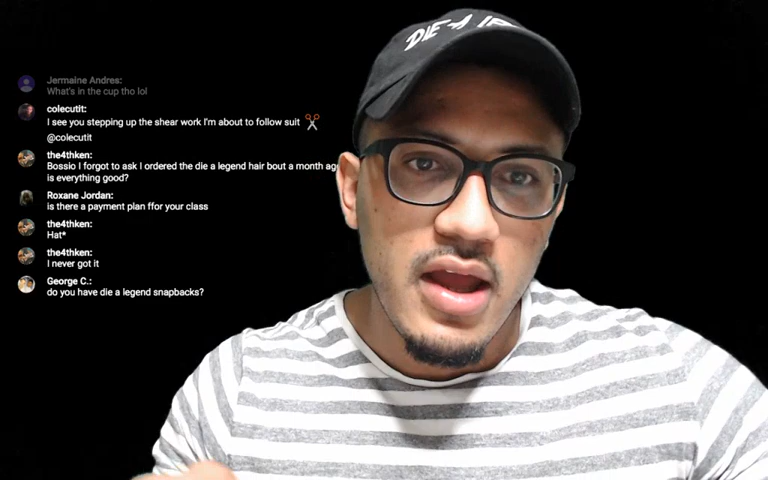 DIE A
Jermaine Andres:
What's in the cup tho lol
colecutit:
I see you stepping up the shear work I'm about to follow suit
@colecutit
the4thken:
Bossio I forgot to ask I ordered the die a legend hair bout a month
is everything good?
Roxane Jordan:
is there a payment plan ffor your class
the4thken:
Hat*
the4thken:
I never got it
George C.:
do you have die a legend snapbacks?